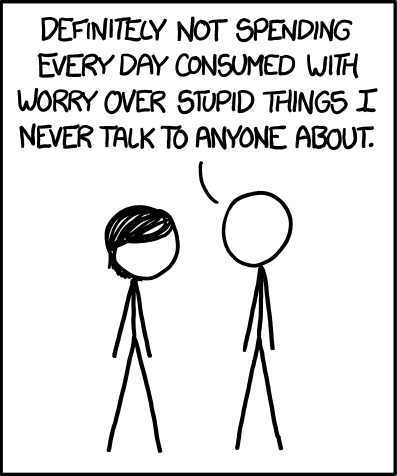 DEFINITELY NOT SPENDING
EVERY DAY CONSUMED WITH
WORRY OVER STUPID THINGS I
NEVER TALK TO ANYONE ABOUT.